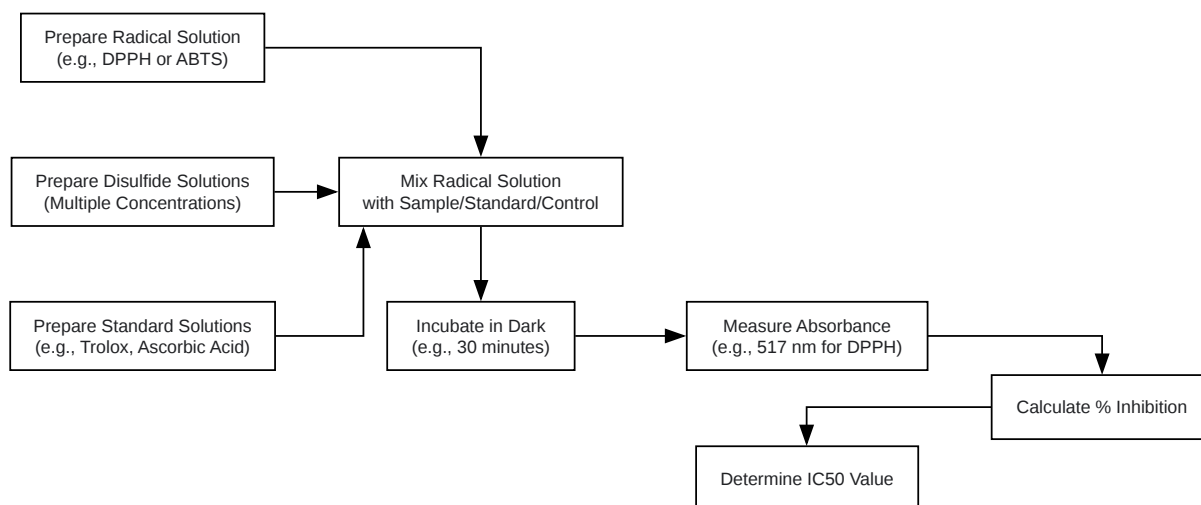 Prepare Radical Solution
(e.g., DPPH or ABTS)
Prepare Disulfide Solutions
(Multiple Concentrations)
Mix Radical Solution
with Sample/Standard/Control
Prepare Standard Solutions
(e.g., Trolox, Ascorbic Acid)
Incubate in Dark
(e.g., 30 minutes)
Measure Absorbance
(e.g., 517 nm for DPPH)
Calculate % Inhibition
Determine IC50 Value